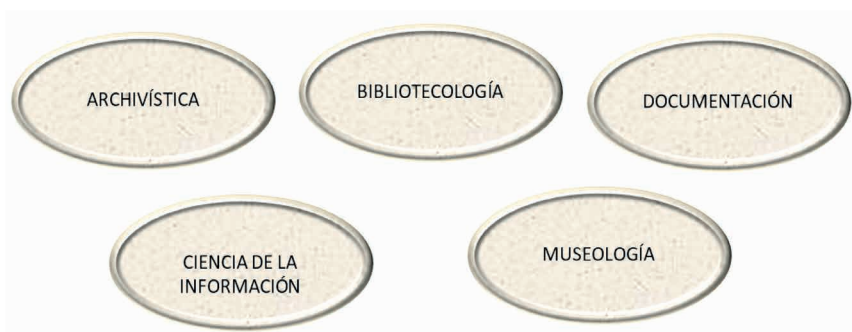 ARCHIVÍSTICA
BIBLIOTECOLOGÍA
DOCUMENTACIÓN
CIENCIA DE LA
INFORMACIÓN
MUSEOLOGÍA